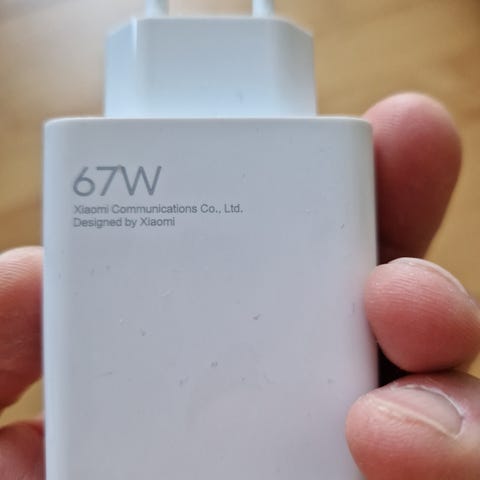 67W
Xiaomi Communications Co., Ltd.
Designed by Xiaomi